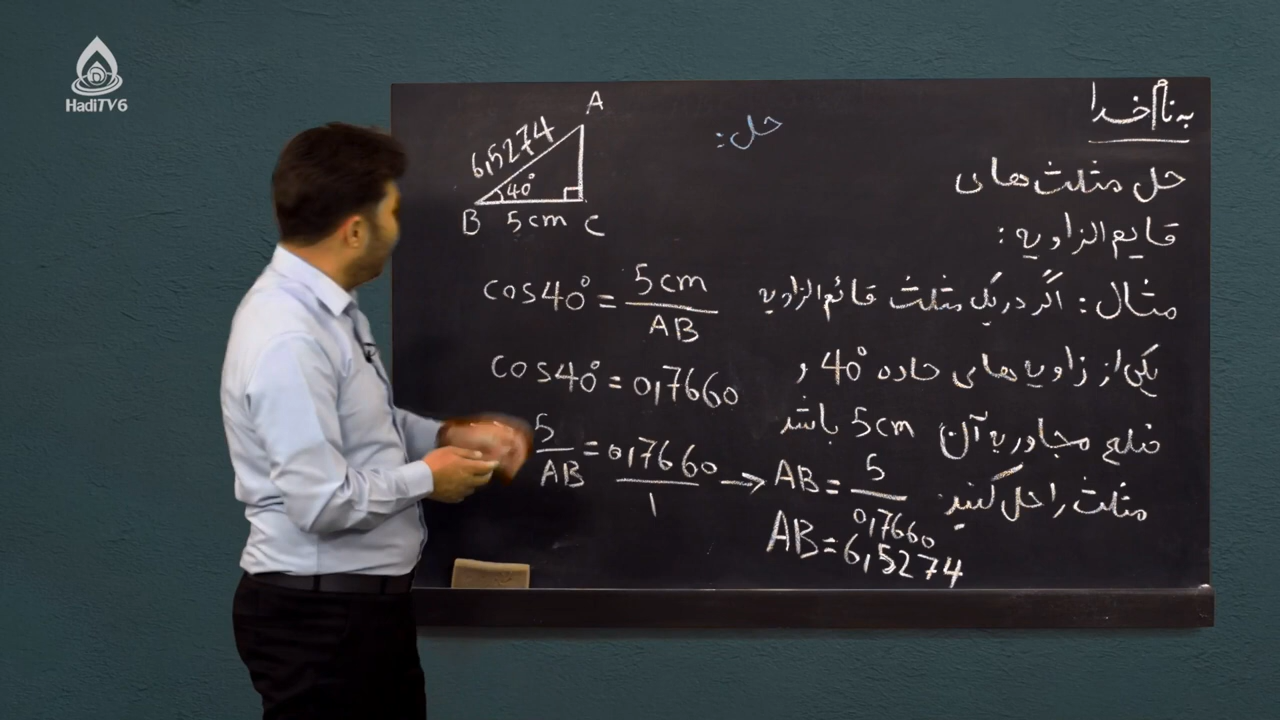 HadiTV6
به نام خدا
حل مثلث های
قایم الزاویه:
مثال: اگر در یک مثلث قائم الزاویه
یکی از زاویه های حاده 40° و
ضلع مجاور به آن 5cm باشد
مثلث را حل کنید
حل:
A
6,5274
40°
B 5cm C
cos40° = 5cm / AB
cos40° = 0,7660
5 / AB = 0,7660 / 1 → AB = 5 / 0,7660
AB = 6,5274